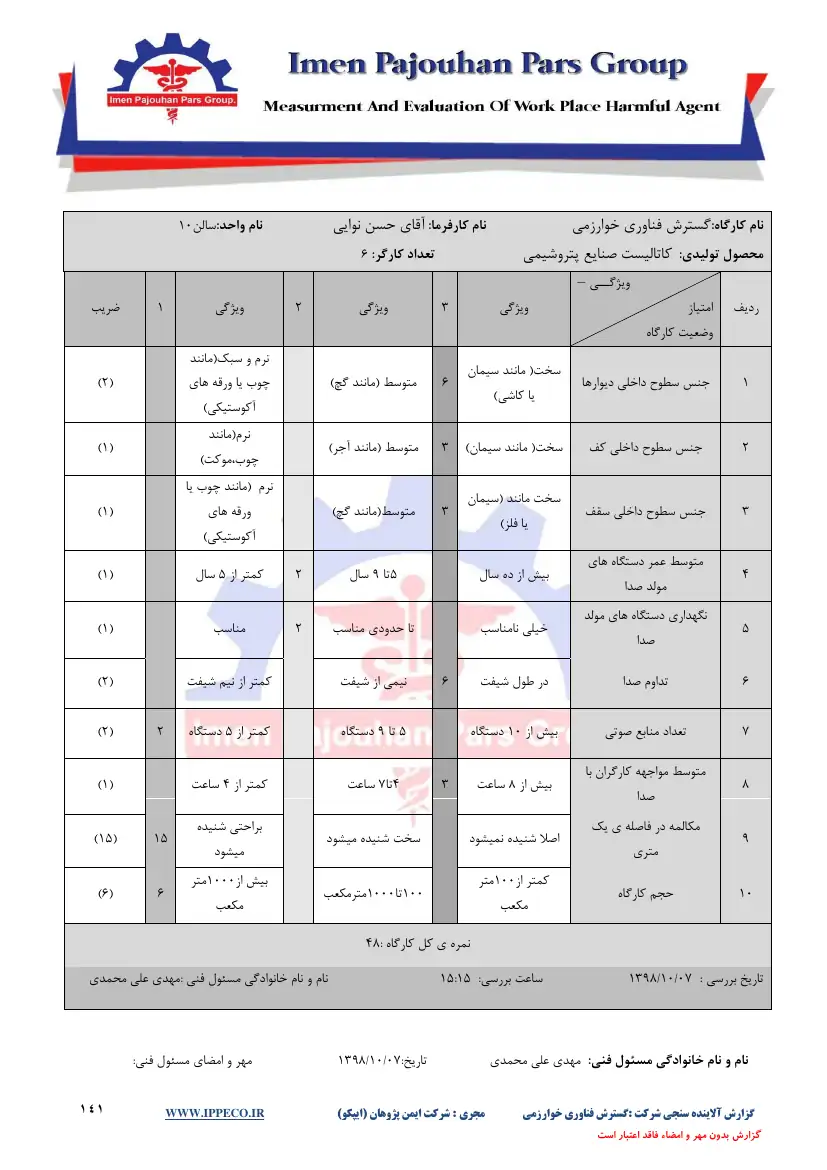 Imen Pajouhan Pars Group
Imen Pajouhan Pars Group.
Measurment And Evaluation Of Work Place Harmful Agent
نام کارگاه:گسترش فناوری خوارزمی نام کارفرما: آقای حسن نوایی نام واحد:سالن۱۰
محصول تولیدی: کاتالیست صنایع پتروشیمی تعداد کارگر: ۶
ردیف ویژگــی – امتیاز وضعیت کارگاه ویژگی ۳ ویژگی ۲ ویژگی ۱ ضریب
۱ جنس سطوح داخلی دیوارها سخت( مانند سیمان یا کاشی) ۶ متوسط (مانند گچ) نرم و سبک(مانند چوب یا ورقه های آکوستیکی) (۲)
۲ جنس سطوح داخلی کف سخت( مانند سیمان) ۳ متوسط (مانند آجر) نرم(مانند چوب،موکت) (۱)
۳ جنس سطوح داخلی سقف سخت مانند (سیمان یا فلز) ۳ متوسط(مانند گچ) نرم (مانند چوب یا ورقه های آکوستیکی) (۱)
۴ متوسط عمر دستگاه های مولد صدا بیش از ده سال ۵تا ۹ سال ۲ کمتر از ۵ سال (۱)
۵ نگهداری دستگاه های مولد صدا خیلی نامناسب تا حدودی مناسب ۲ مناسب (۱)
۶ تداوم صدا در طول شیفت ۶ نیمی از شیفت کمتر از نیم شیفت (۲)
۷ تعداد منابع صوتی بیش از ۱۰ دستگاه ۵ تا ۹ دستگاه کمتر از ۵ دستگاه ۲ (۲)
۸ متوسط مواجهه کارگران با صدا بیش از ۸ ساعت ۳ ۴تا۷ ساعت کمتر از ۴ ساعت (۱)
۹ مکالمه در فاصله ی یک متری اصلا شنیده نمیشود سخت شنیده میشود براحتی شنیده میشود ۱۵ (۱۵)
۱۰ حجم کارگاه کمتر از۱۰۰متر مکعب ۱۰۰تا۱۰۰۰مترمکعب بیش از۱۰۰۰متر مکعب ۶ (۶)
نمره ی کل کارگاه :۴۸
تاریخ بررسی : ۱۳۹۸/۱۰/۰۷ ساعت بررسی: ۱۵:۱۵ نام و نام خانوادگی مسئول فنی :مهدی علی محمدی
نام و نام خانوادگی مسئول فنی: مهدی علی محمدی تاریخ:۱۳۹۸/۱۰/۰۷ مهر و امضای مسئول فنی:
گزارش آلاینده سنجی شرکت :گسترش فناوری خوارزمی مجری : شرکت ایمن پژوهان (ایپکو) WWW.IPPECO.IR ۱۴۱
گزارش بدون مهر و امضاء فاقد اعتبار است